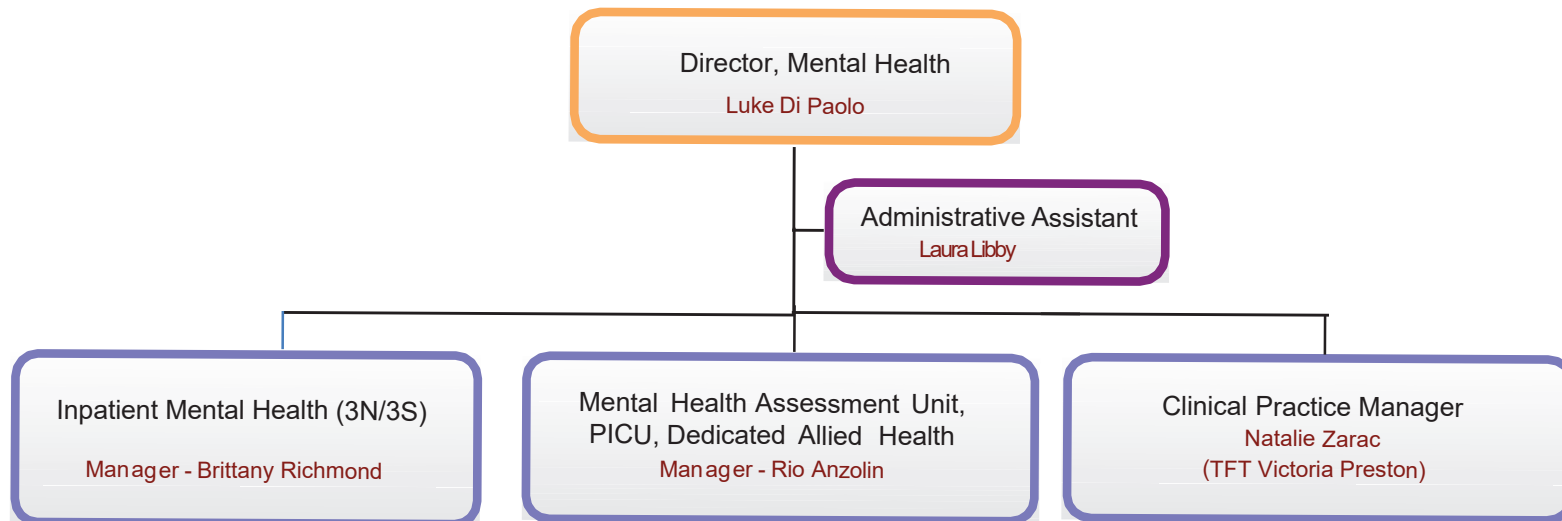 Director, Mental Health
Luke Di Paolo
Administrative Assistant
Laura Libby
Inpatient Mental Health (3N/3S)
Manager - Brittany Richmond
Mental Health Assessment Unit,
PICU, Dedicated Allied Health
Manager - Rio Anzolin
Clinical Practice Manager
Natalie Zarac
(TFT Victoria Preston)